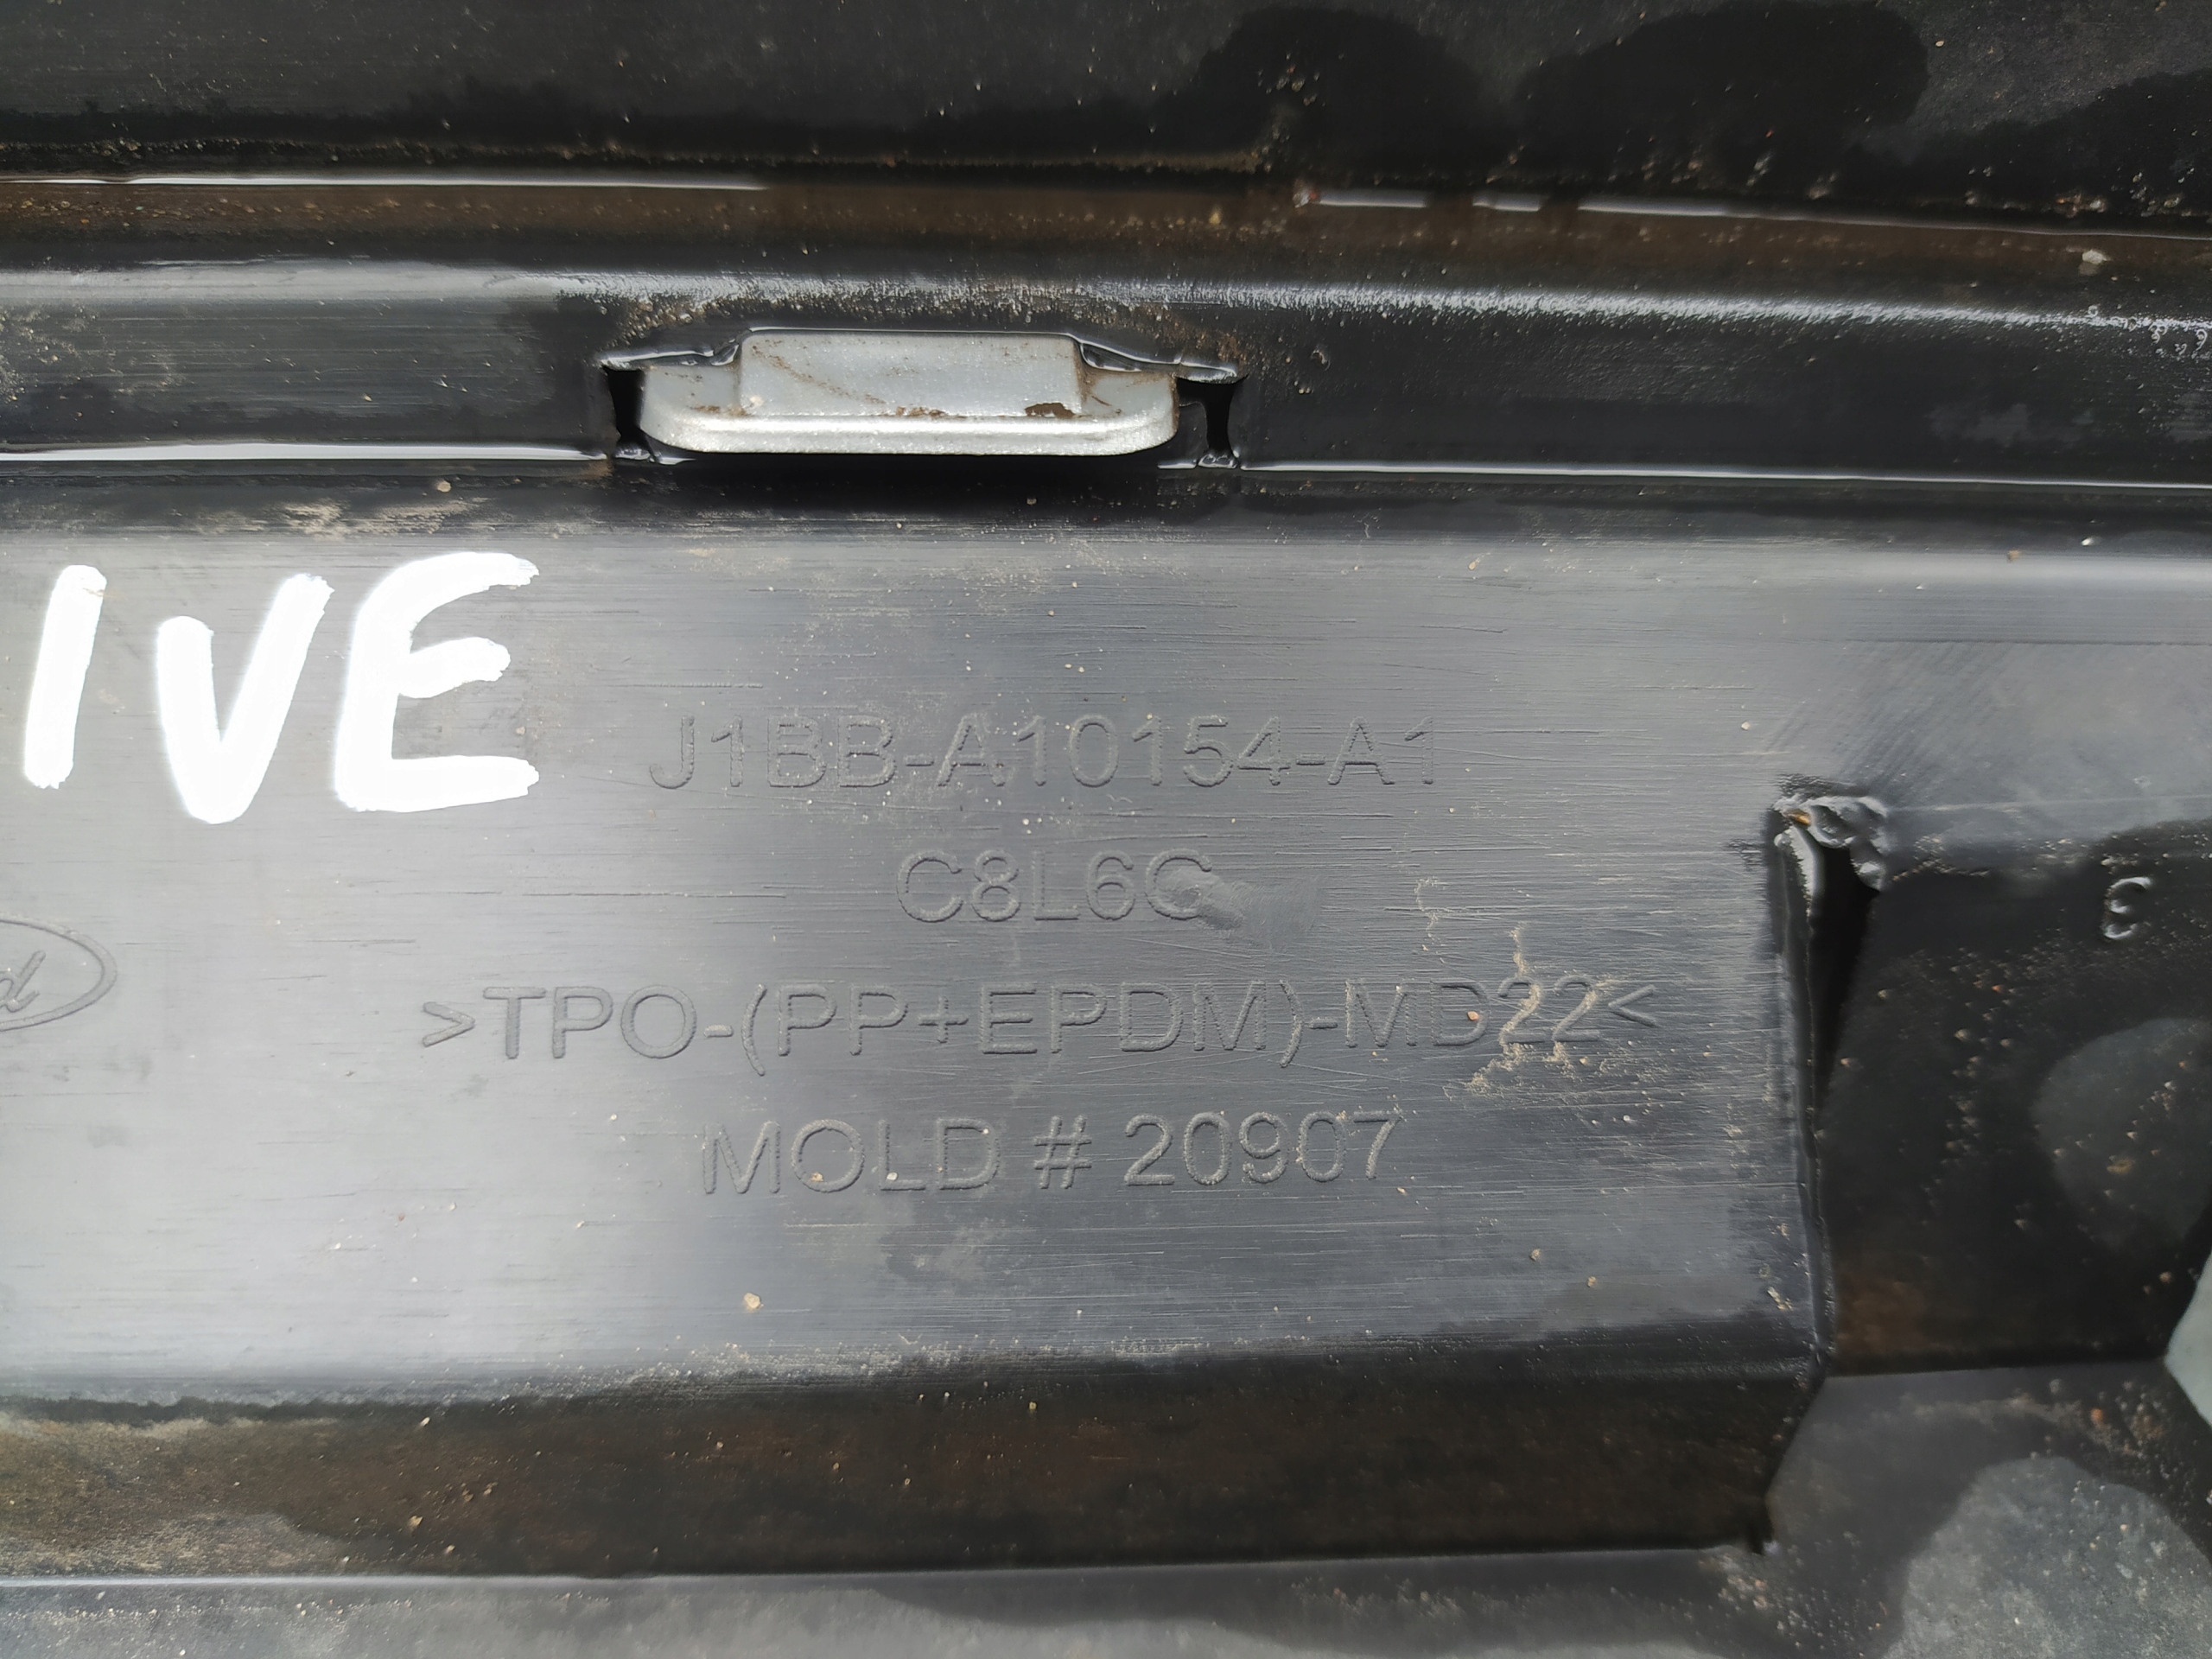 IVE
J1BB-A10154-A1
C8L6C
>TPO-(PP+EPDM)-MD22<
MOLD # 20907